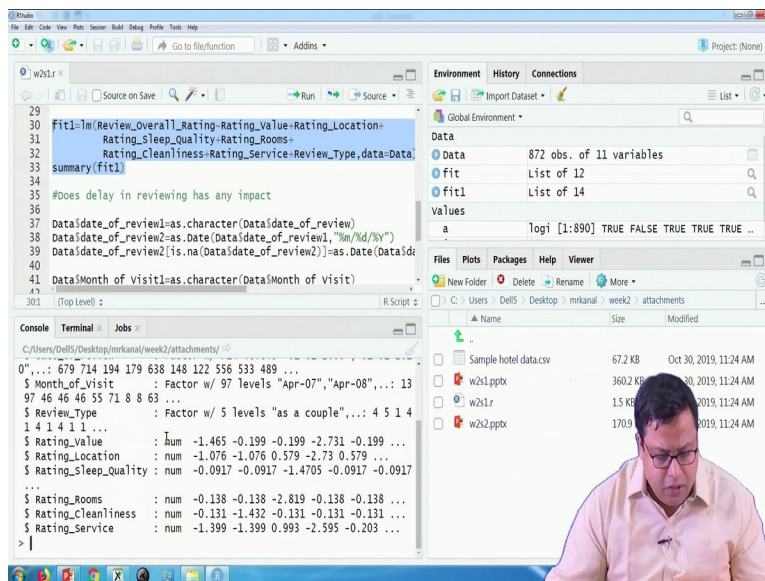 RStudio
File Edit Code View Plots Session Build Debug Profile Tools Help
Go to file/function
Addins
Project: (None)
w2s1.r
Source on Save
Run
Source
29
30 fit1=lm(Review_Overall_Rating~Rating_Value+Rating_Location+
31 Rating_Sleep_Quality+Rating_Rooms+
32 Rating_Cleanliness+Rating_Service+Review_Type,data=Data)
33 summary(fit1)
34
35 #Does delay in reviewing has any impact
36
37 Data$date_of_review1=as.character(Data$date_of_review)
38 Data$date_of_review2=as.Date(Data$date_of_review1,"%m/%d/%Y")
39 Data$date_of_review2[is.na(Data$date_of_review2)]=as.Date(Data$da
40
41 Data$Month_of_Visit1=as.character(Data$Month_of_Visit)
42
30:1 (Top Level) R Script
Console Terminal Jobs
C:/Users/Dell5/Desktop/mrkanal/week2/attachments/
0",..: 679 714 194 179 638 148 122 556 533 489 ...
$ Month_of_Visit : Factor w/ 97 levels "Apr-07","Apr-08",..: 13
97 46 46 46 55 71 8 8 63 ...
$ Review_Type : Factor w/ 5 levels "as a couple",..: 4 5 1 4
1 4 1 4 1 1 ...
$ Rating_Value : num -1.465 -0.199 -0.199 -2.731 -0.199 ...
$ Rating_Location : num -1.076 -1.076 0.579 -2.73 0.579 ...
$ Rating_Sleep_Quality : num -0.0917 -0.0917 -1.4705 -0.0917 -0.0917
...
$ Rating_Rooms : num -0.138 -0.138 -2.819 -0.138 -0.138 ...
$ Rating_Cleanliness : num -0.131 -1.432 -0.131 -0.131 -0.131 ...
$ Rating_Service : num -1.399 -1.399 0.993 -2.595 -0.203 ...
>
Environment History Connections
Import Dataset
List
Global Environment
Data
Data 872 obs. of 11 variables
fit List of 12
fit1 List of 14
Values
a logi [1:890] TRUE FALSE TRUE TRUE TRUE …
Files Plots Packages Help Viewer
New Folder Delete Rename More
C: Users Dell5 Desktop mrkanal week2 attachments
Name Size Modified
..
Sample hotel data.csv 67.2 KB Oct 30, 2019, 11:24 AM
w2s1.pptx 360.2 KB 2019, 11:24 AM
w2s1.r 1.5 KB 2019, 11:24 AM
w2s2.pptx 170.9 2019, 11:24 AM